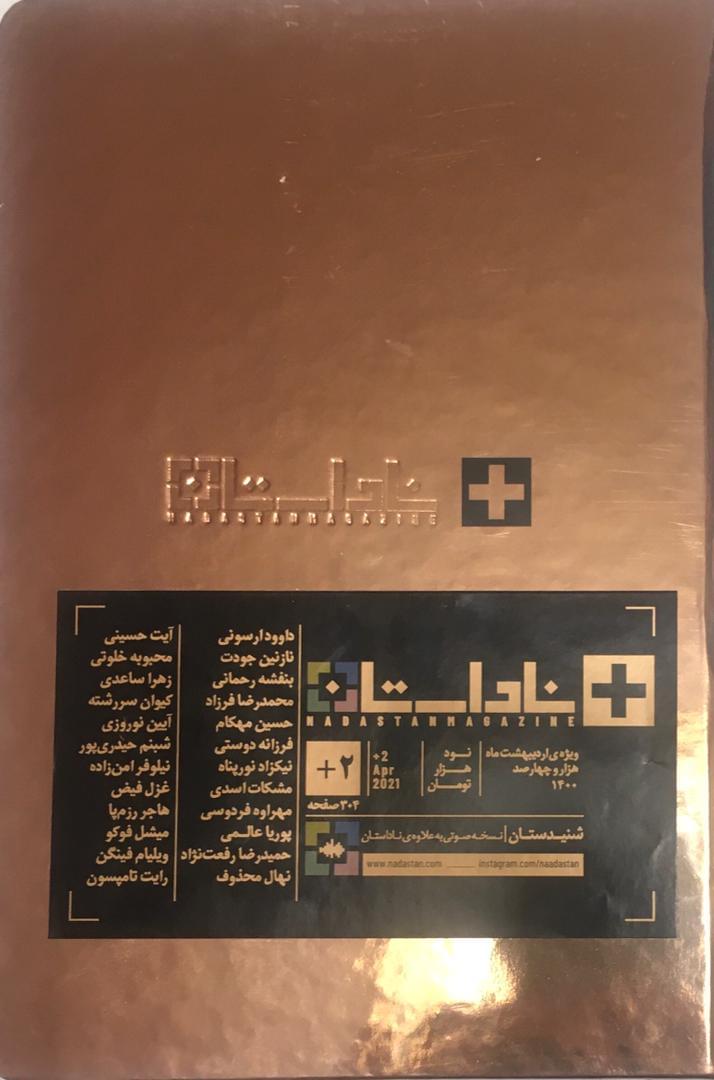 ناداستان
NADASTANMAGAZINE
ناداستان
NADASTANMAGAZINE
ویژه‌ی اردیبهشت ماه
هزار و چهارصد
۱۴۰۰
نود
هزار
تومان
+2
Apr
2021
+۲
۳۰۴ صفحه
شنیدستان | نسخه صوتی به علاوه‌ی ناداستان
www.nadastan.com
instagram.com/naadastan
داوود ارسونی
نازنین جودت
بنفشه رحمانی
محمدرضا فرزاد
حسین مهکام
فرزانه دوستی
نیکزاد نورپناه
مشکات اسدی
مهراوه فردوسی
پوریا عالمی
حمیدرضا رفعت‌نژاد
نهال محذوف
آیت حسینی
محبوبه خلوتی
زهرا ساعدی
کیوان سررشته
آیین نوروزی
شبنم حیدری‌پور
نیلوفر امن‌زاده
غزل فیض
هاجر رزم‌پا
میشل فوکو
ویلیام فینگن
رایت تامپسون